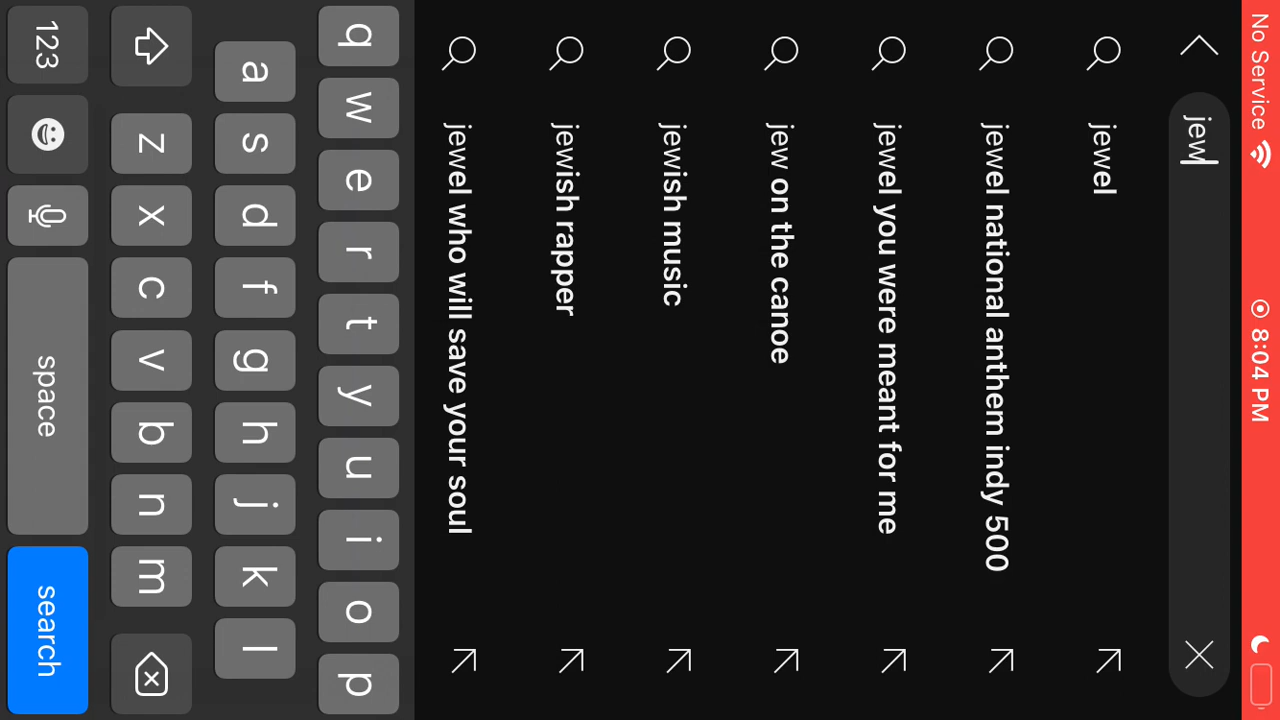 No Service 8:04 PM
jew
jewel
jewel national anthem indy 500
jewel you were meant for me
jew on the canoe
jewish music
jewish rapper
jewel who will save your soul
q w e r t y u i o p
a s d f g h j k l
z x c v b n m
123 space search